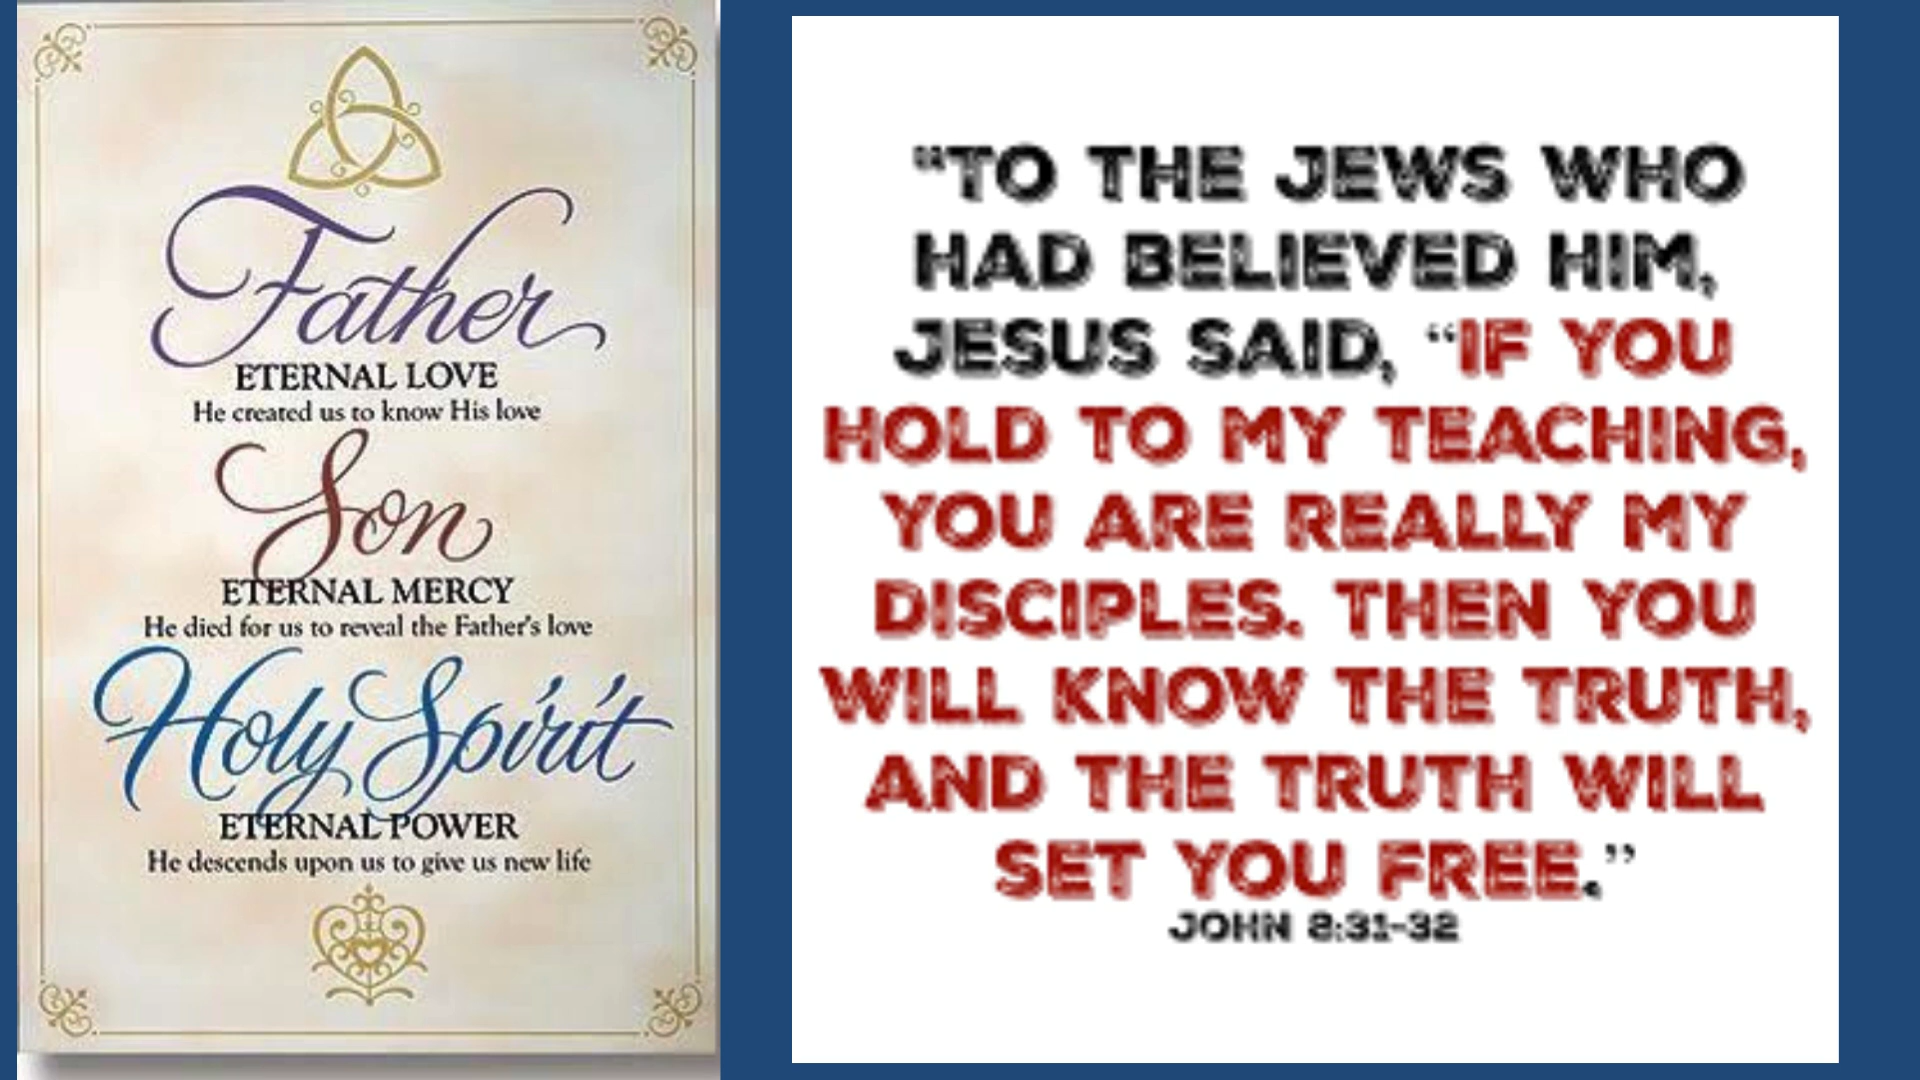 Father
ETERNAL LOVE
He created us to know His love
Son
ETERNAL MERCY
He died for us to reveal the Father's love
Holy Spirit
ETERNAL POWER
He descends upon us to give us new life
"TO THE JEWS WHO
HAD BELIEVED HIM,
JESUS SAID, “IF YOU
HOLD TO MY TEACHING,
YOU ARE REALLY MY
DISCIPLES. THEN YOU
WILL KNOW THE TRUTH,
AND THE TRUTH WILL
SET YOU FREE.”
JOHN 8:31-32